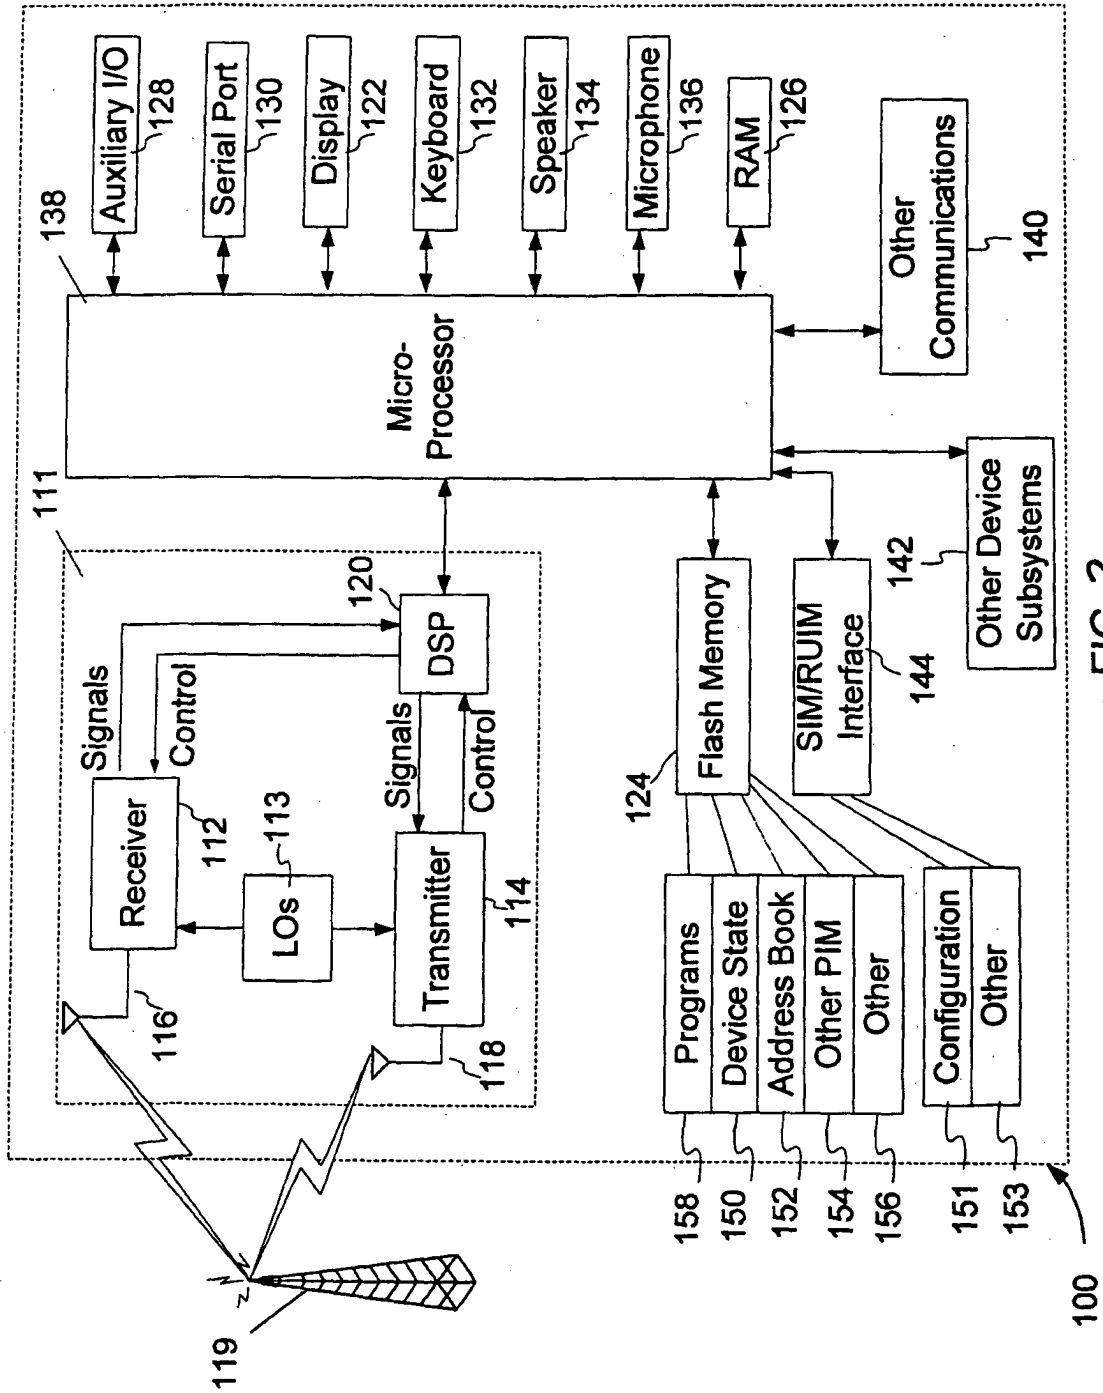 138
111
119
116
118
Signals
Control
Receiver
112
LOs
113
Transmitter
114
Signals
Control
120
DSP
Micro-
Processor
Auxiliary I/O
128
Serial Port
130
Display
122
Keyboard
132
Speaker
134
Microphone
136
RAM
126
124
Flash Memory
158
Programs
150
Device State
152
Address Book
154
Other PIM
156
Other
SIM/RUIM
Interface
144
151
Configuration
153
Other
142
Other Device
Subsystems
Other
Communications
140
100